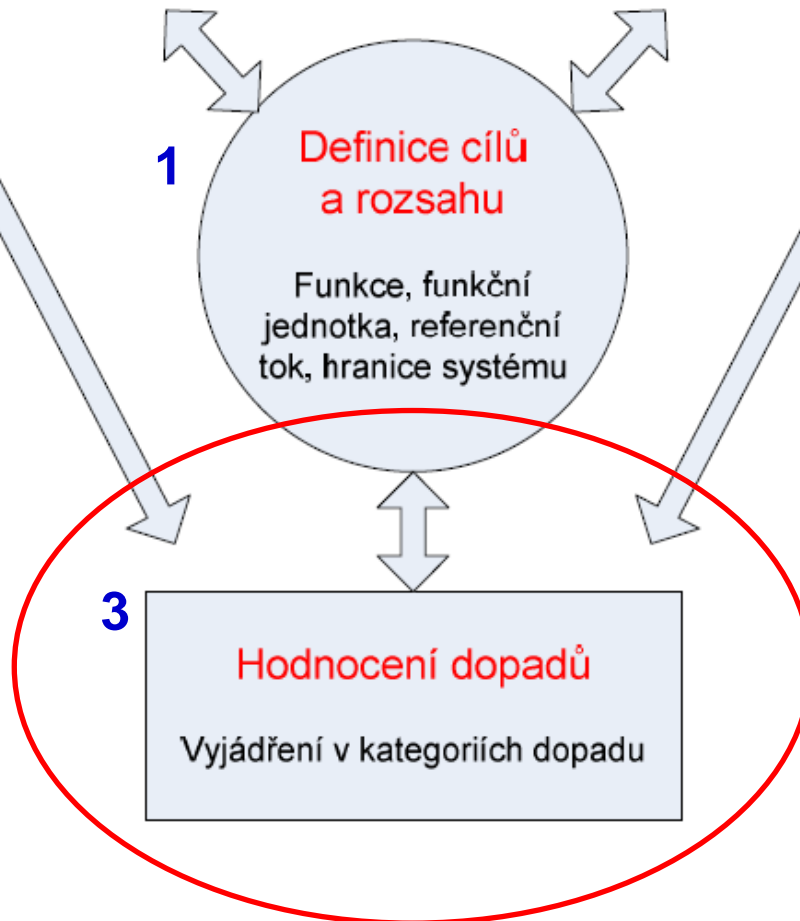 1
Definice cílů
a rozsahu
Funkce, funkční
jednotka, referenční
tok, hranice systému
3
Hodnocení dopadů
Vyjádření v kategoriích dopadu